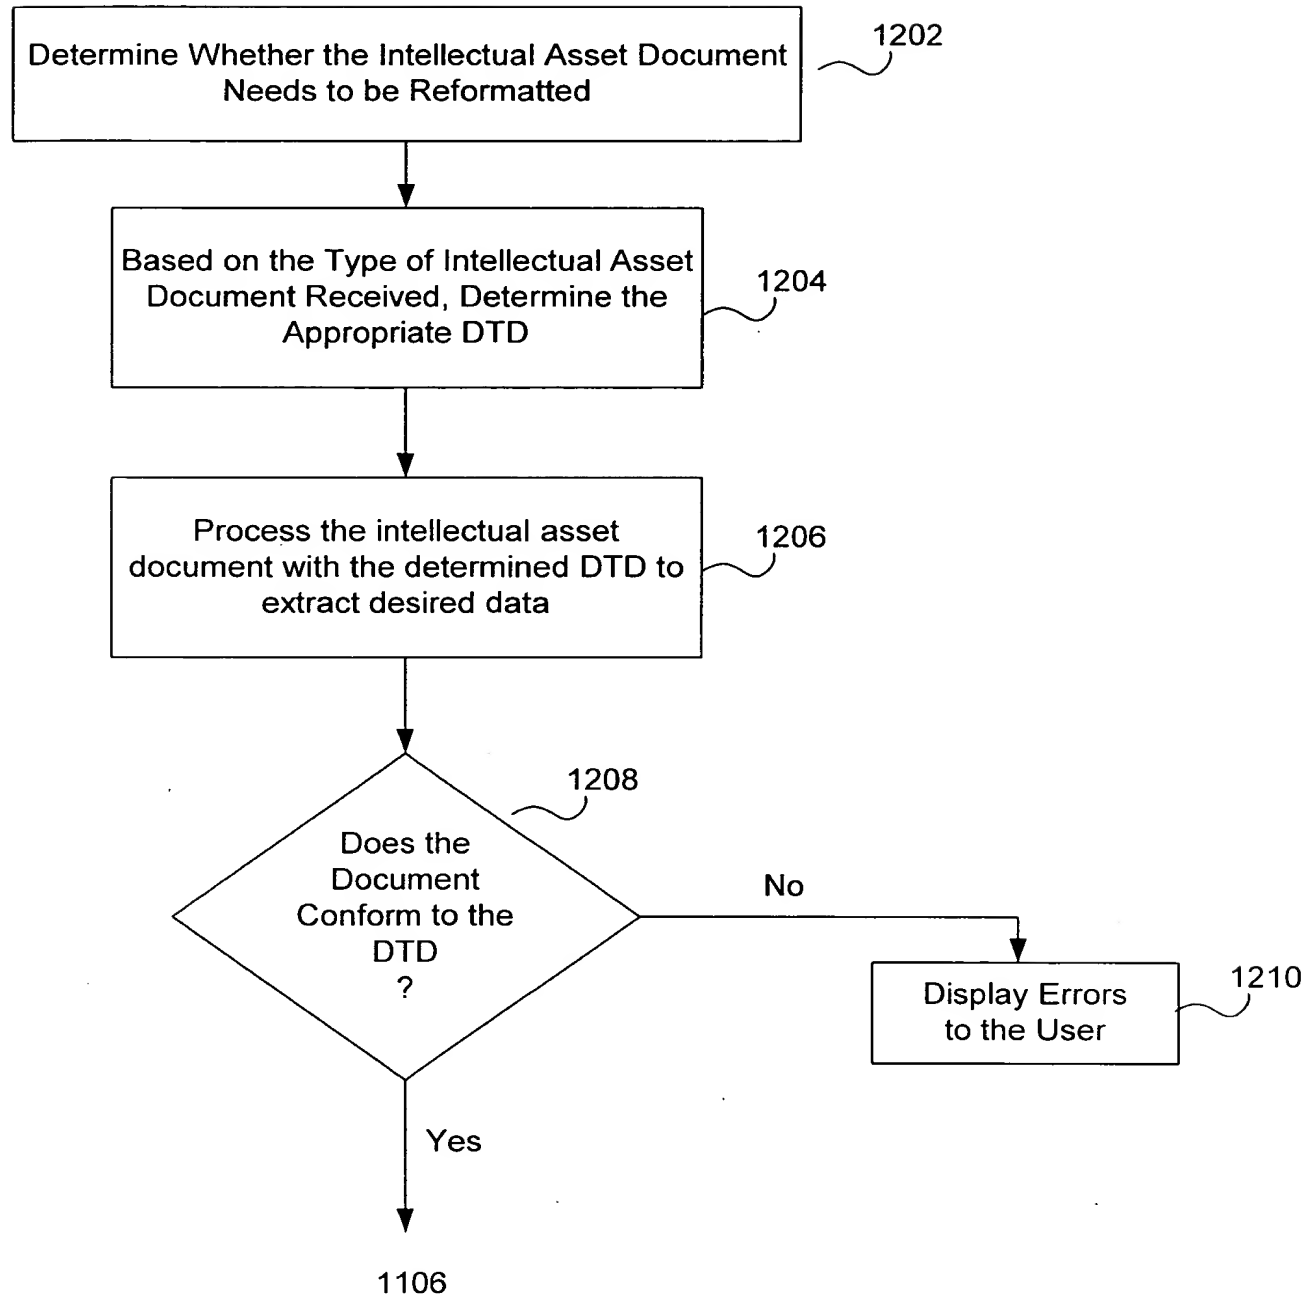 1202
Determine Whether the Intellectual Asset Document
Needs to be Reformatted
Based on the Type of Intellectual Asset
Document Received, Determine the
Appropriate DTD
1204
Process the intellectual asset
document with the determined DTD to
extract desired data
1206
1208
Does the
Document
Conform to the
DTD
?
No
Display Errors
to the User
1210
Yes
1106